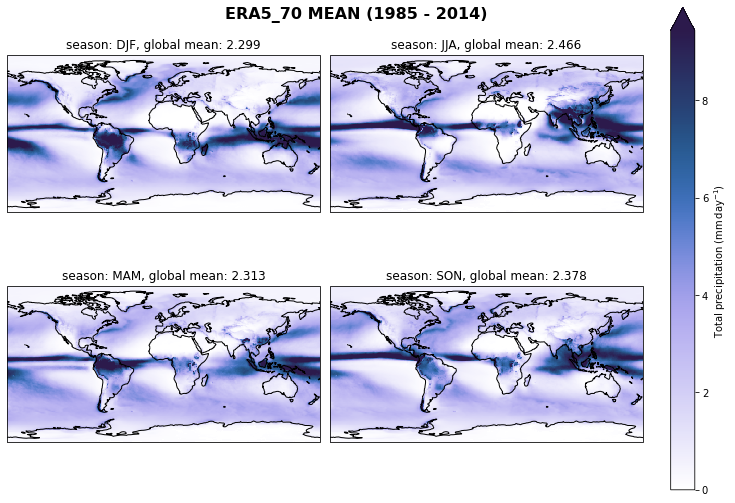 ERA5_70 MEAN (1985 - 2014)
season: DJF, global mean: 2.299
season: JJA, global mean: 2.466
season: MAM, global mean: 2.313
season: SON, global mean: 2.378
8
6
4
2
0
Total precipitation (mm day⁻¹)